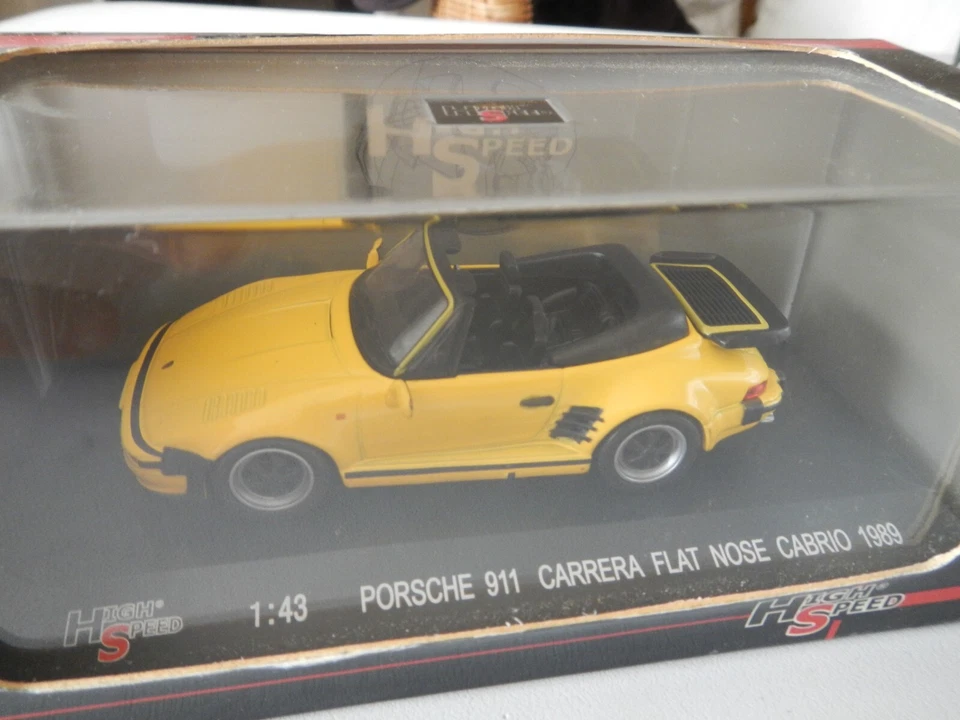 HIGH SPEED
HIGH® SPEED
1:43
PORSCHE 911 CARRERA FLAT NOSE CABRIO 1989
HIGH® SPEED